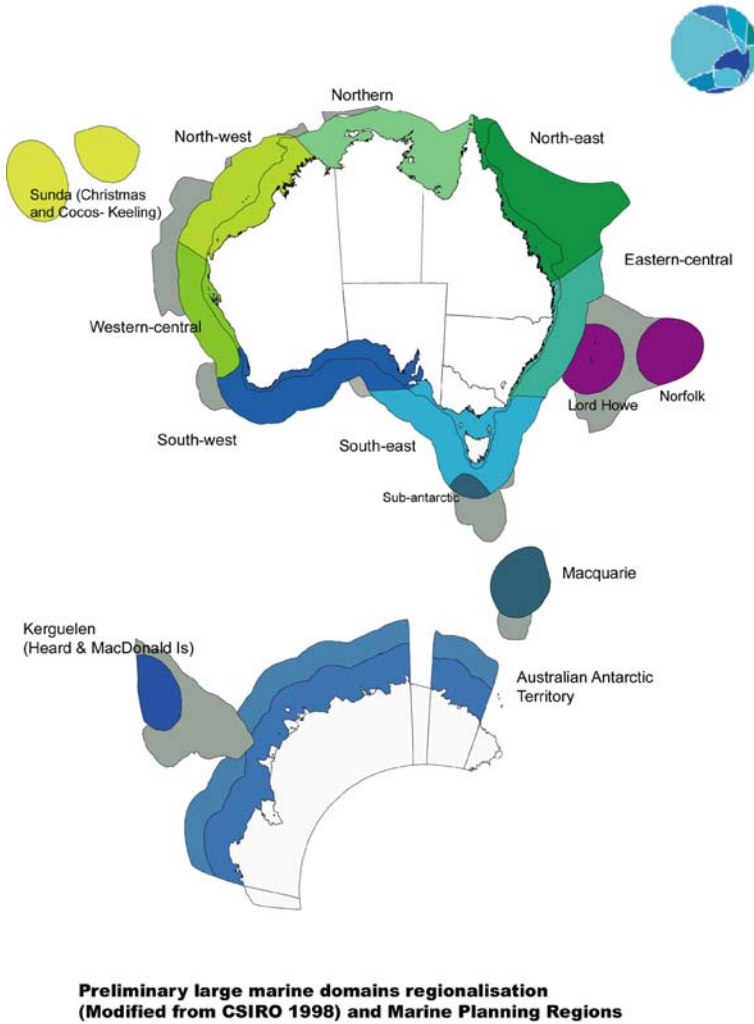 Northern
North-west
North-east
Sunda (Christmas
and Cocos- Keeling)
Eastern-central
Western-central
Lord Howe
Norfolk
South-west
South-east
Sub-antarctic
Macquarie
Kerguelen
(Heard & MacDonald Is)
Australian Antarctic
Territory
Preliminary large marine domains regionalisation
(Modified from CSIRO 1998) and Marine Planning Regions